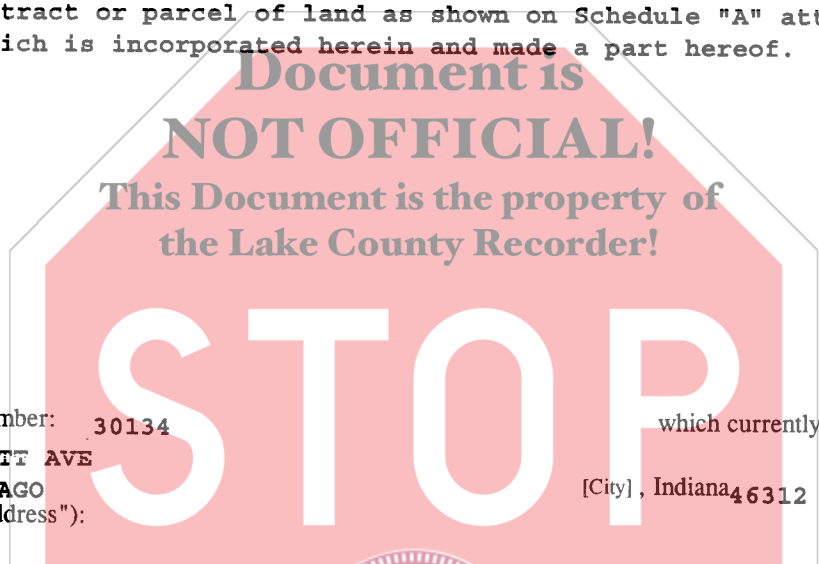 tract or parcel of land as shown on Schedule "A" att
ich is incorporated herein and made a part hereof.
Document is
NOT OFFICIAL!
This Document is the property of
the Lake County Recorder!
STOP
mber: 30134 which currently
TT AVE
AGO [City] , Indiana 46312
ldress"):